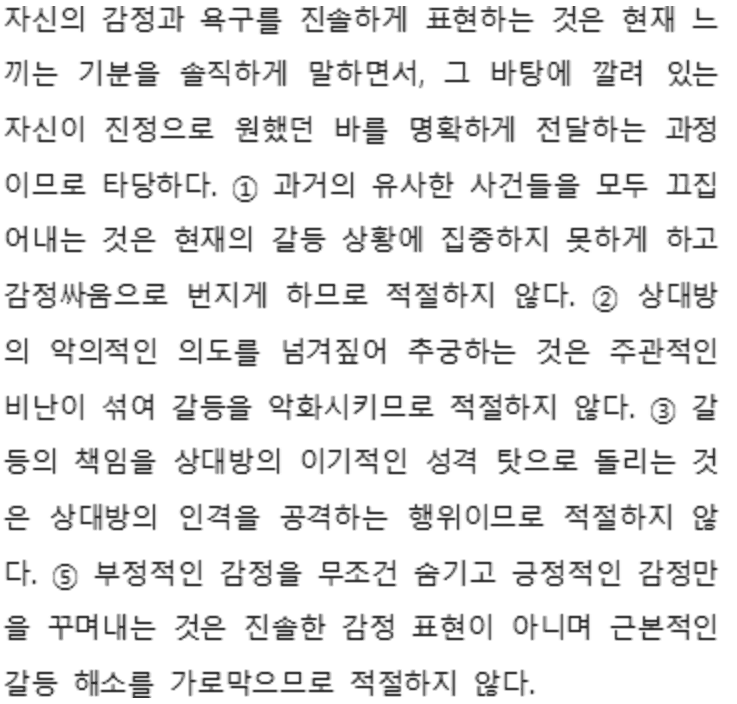 자신의 감정과 욕구를 진솔하게 표현하는 것은 현재 느
끼는 기분을 솔직하게 말하면서, 그 바탕에 깔려 있는
자신이 진정으로 원했던 바를 명확하게 전달하는 과정
이므로 타당하다. ① 과거의 유사한 사건들을 모두 끄집
어내는 것은 현재의 갈등 상황에 집중하지 못하게 하고
감정싸움으로 번지게 하므로 적절하지 않다. ② 상대방
의 악의적인 의도를 넘겨짚어 추궁하는 것은 주관적인
비난이 섞여 갈등을 악화시키므로 적절하지 않다. ③ 갈
등의 책임을 상대방의 이기적인 성격 탓으로 돌리는 것
은 상대방의 인격을 공격하는 행위이므로 적절하지 않
다. ⑤ 부정적인 감정을 무조건 숨기고 긍정적인 감정만
을 꾸며내는 것은 진솔한 감정 표현이 아니며 근본적인
갈등 해소를 가로막으므로 적절하지 않다.